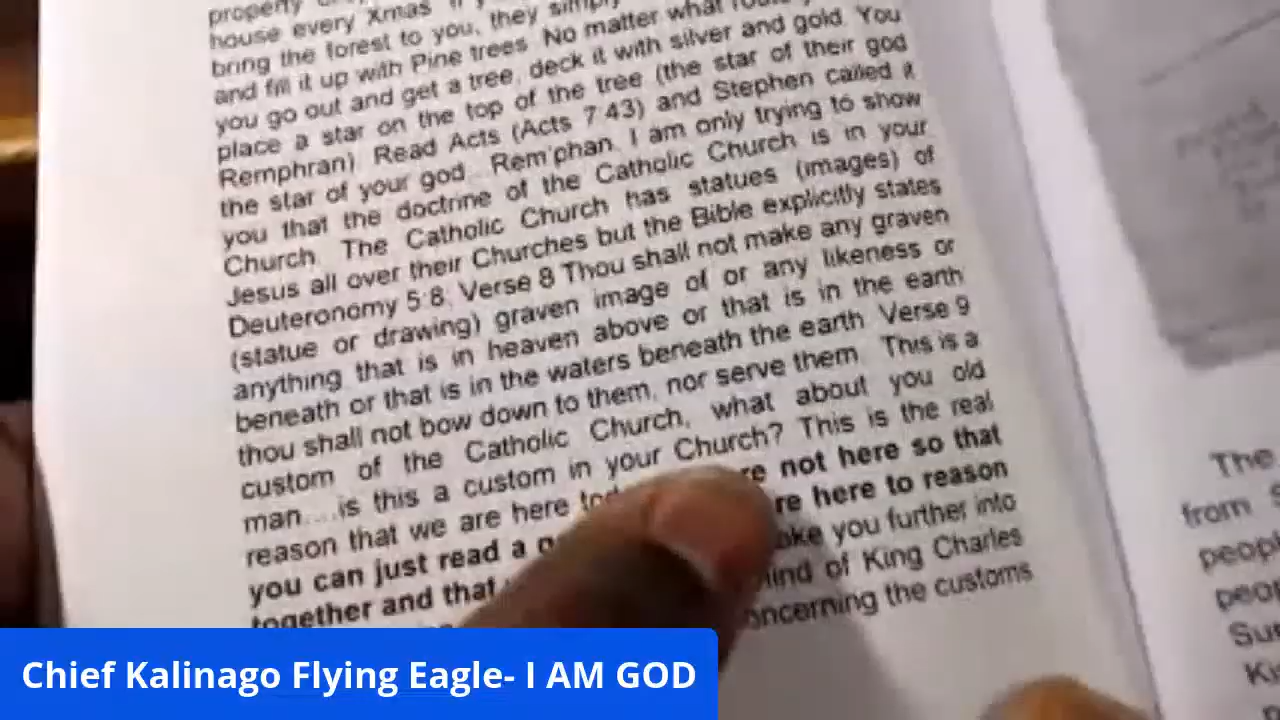 property
house every Xmas
bring the forest to you, they simply
and fill it up with Pine trees. No matter what
you go out and get a tree, deck it with silver and gold. You
place a star on the top of the tree (the star of their god
Remphran). Read Acts (Acts 7:43) and Stephen called it
the star of your god.. Rem'phan. I am only trying to show
you that the doctrine of the Catholic Church is in your
Church. The Catholic Church has statues (images) of
Jesus all over their Churches but the Bible explicitly states
Deuteronomy 5:8, Verse 8 Thou shall not make any graven
(statue or drawing) graven image of or any likeness or
anything that is in heaven above or that is in the earth
beneath or that is in the waters beneath the earth. Verse 9
thou shall not bow down to them, nor serve them. This is a
custom of the Catholic Church, what about you old
man....is this a custom in your Church? This is the real
reason that we are here not here so that
you can just read a here to reason
together and that you further into
mind of King Charles
concerning the customs
The
from
Chief Kalinago Flying Eagle- I AM GOD